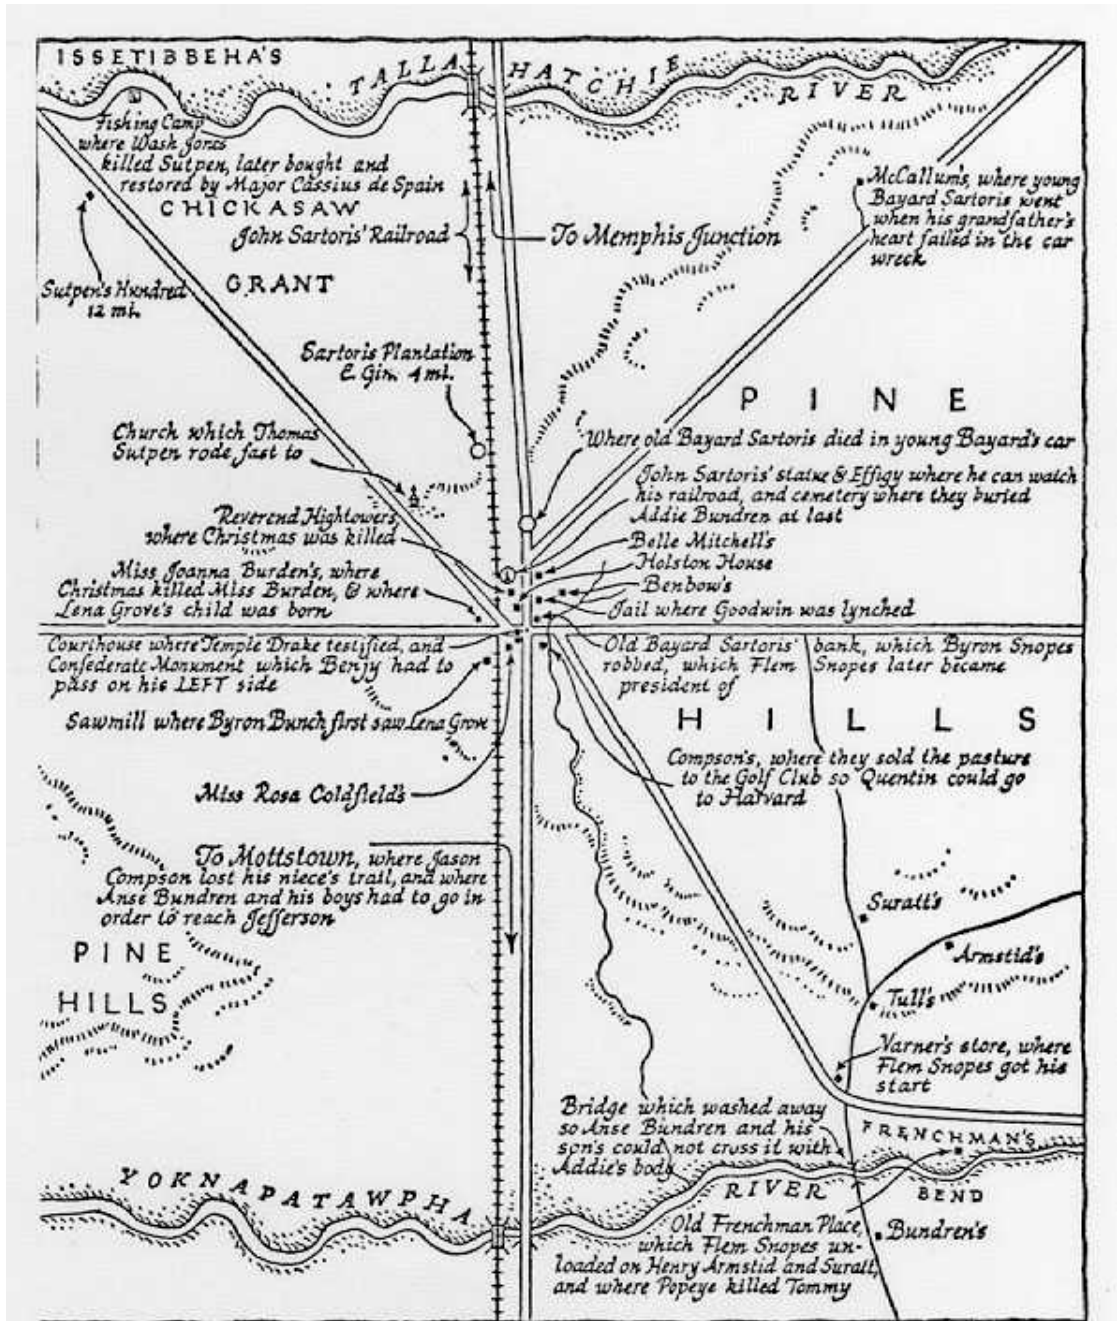 ISSETIBBEHA'S
TALLAHATCHIE
RIVER
Fishing Camp
where Wash Jones
killed Sutpen, later bought and
restored by Major Cassius de Spain
CHICKASAW
GRANT
John Sartoris' Railroad
To Memphis Junction
McCallum's, where young
Bayard Sartoris went
when his grandfather's
heart failed in the car
wreck
Sutpen's Hundred
12 mi.
Sartoris Plantation
& Gin. 4 mi.
PINE
HILLS
Church which Thomas
Sutpen rode fast to
Where old Bayard Sartoris died in young Bayard's car
John Sartoris' statue & Effigy where he can watch
his railroad, and cemetery where they buried
Addie Bundren at last
Reverend Hightower's,
where Christmas was killed
Belle Mitchell's
Holston House
Benbow's
Jail where Goodwin was lynched
Miss Joanna Burden's, where
Christmas killed Miss Burden, & where
Lena Grove's child was born
Courthouse where Temple Drake testified, and
Confederate Monument which Benjy had to
pass on his LEFT side
Old Bayard Sartoris' bank, which Byron Snopes
robbed, which Flem Snopes later became
president of
Sawmill where Byron Bunch first saw Lena Grove
Compson's, where they sold the pasture
to the Golf Club so Quentin could go
to Harvard
Miss Rosa Coldfield's
To Mottstown, where Jason
Compson lost his niece's trail, and where
Anse Bundren and his boys had to go in
order to reach Jefferson
PINE
HILLS
Suratt's
Armstid's
Tull's
Varner's store, where
Flem Snopes got his
start
Bridge which washed away
so Anse Bundren and his
son's could not cross it with
Addie's body
FRENCHMAN'S
BEND
YOKNAPATAWPHA
RIVER
Old Frenchman Place,
which Flem Snopes un-
loaded on Henry Armstid and Suratt,
and where Popeye killed Tommy
Bundren's